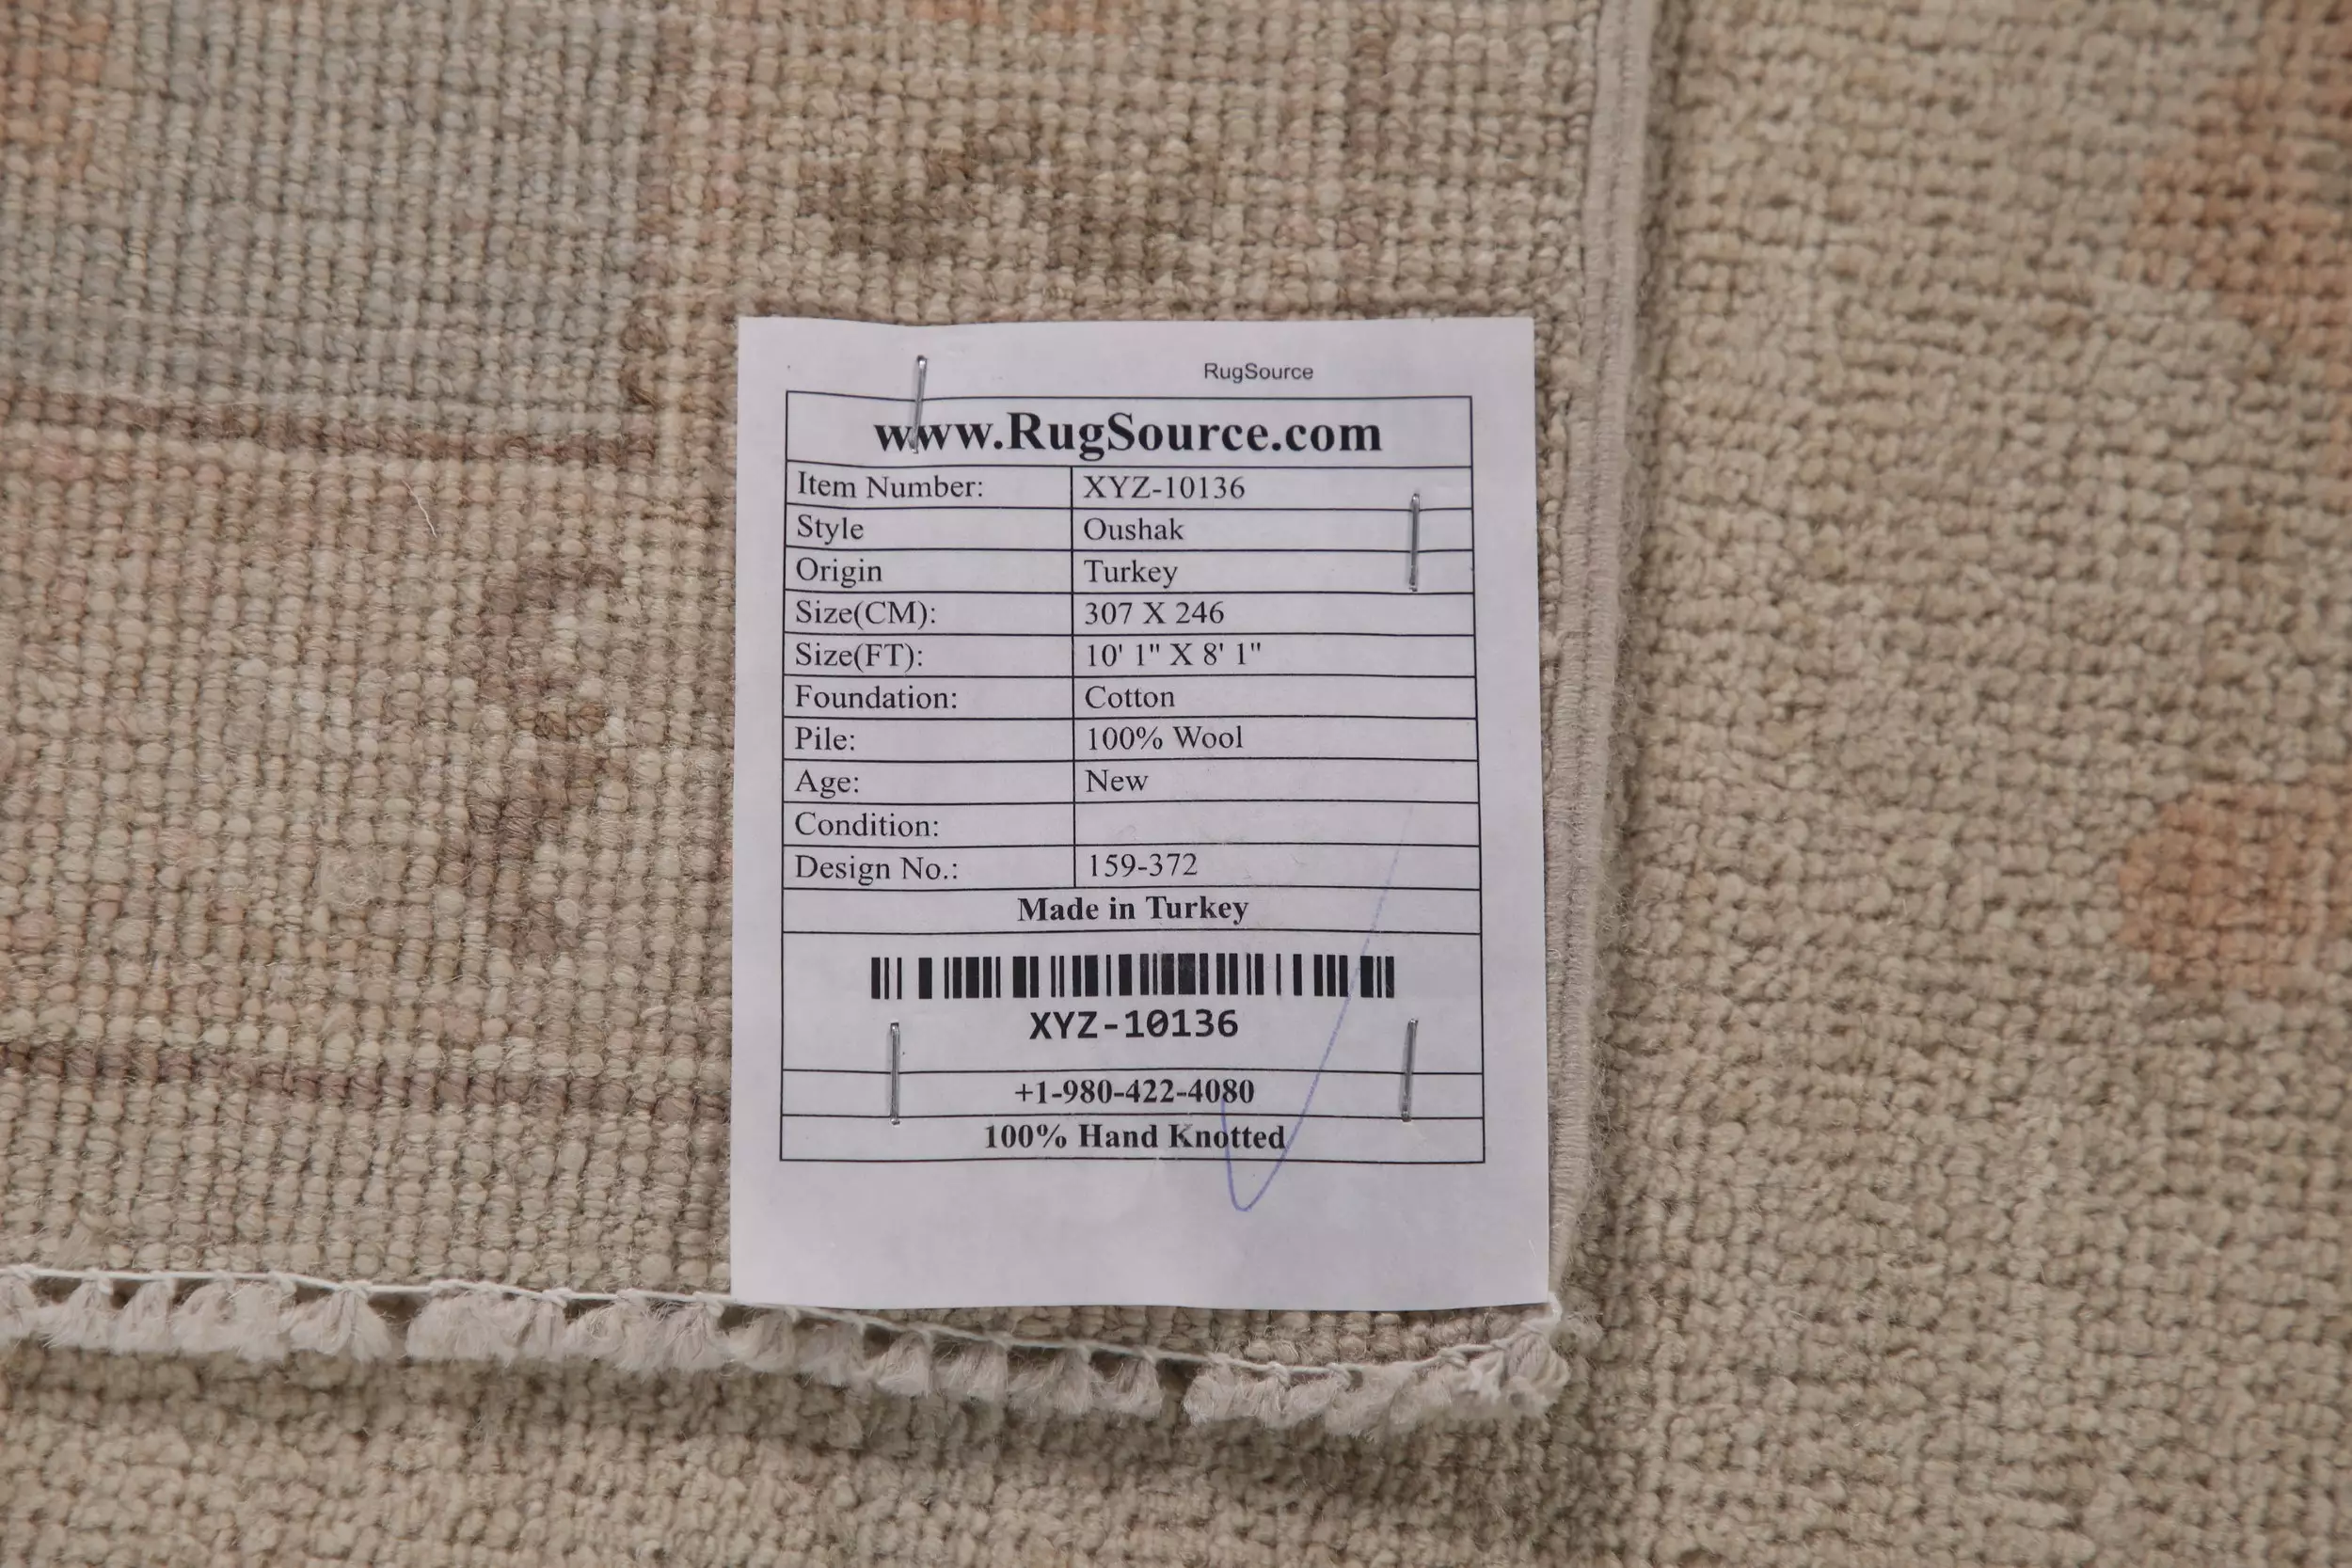 RugSource
www.RugSource.com
Item Number: XYZ-10136
Style Oushak
Origin Turkey
Size(CM): 307 X 246
Size(FT): 10' 1" X 8' 1"
Foundation: Cotton
Pile: 100% Wool
Age: New
Condition:
Design No.: 159-372
Made in Turkey
XYZ-10136
+1-980-422-4080
100% Hand Knotted